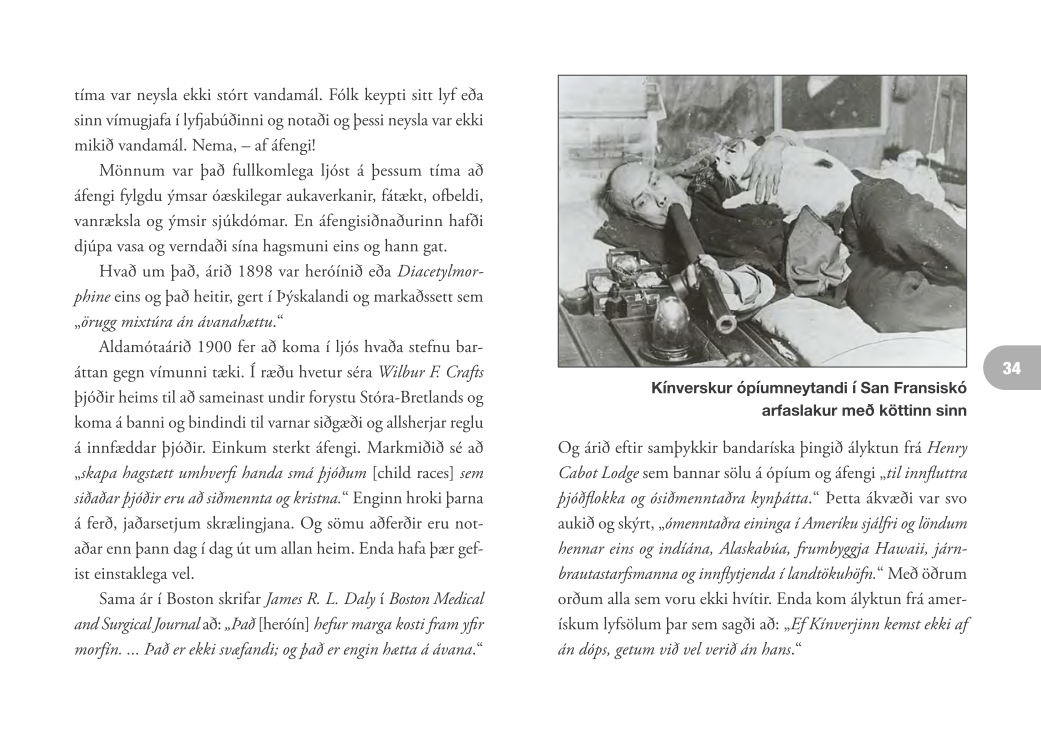 tíma var neysla ekki stórt vandamál. Fólk keypti sitt lyf eða
sinn vímugjafa í lyfjabúðinni og notaði og þessi neysla var ekki
mikið vandamál. Nema, – af áfengi!
Mönnum var það fullkomlega ljóst á þessum tíma að
áfengi fylgdu ýmsar óæskilegar aukaverkanir, fátækt, ofbeldi,
vanræksla og ýmsir sjúkdómar. En áfengisiðnaðurinn hafði
djúpa vasa og verndaði sína hagsmuni eins og hann gat.
Hvað um það, árið 1898 var heróínið eða Diacetylmor-
phine eins og það heitir, gert í Þýskalandi og markaðssett sem
„örugg mixtúra án ávanahættu.“
Aldamótaárið 1900 fer að koma í ljós hvaða stefnu bar-
áttan gegn vímunni tæki. Í ræðu hvetur séra Wilbur F. Crafts
þjóðir heims til að sameinast undir forystu Stóra-Bretlands og
koma á banni og bindindi til varnar siðgæði og allsherjar reglu
á innfæddar þjóðir. Einkum sterkt áfengi. Markmiðið sé að
„skapa hagstætt umhverfi handa smá þjóðum [child races] sem
siðaðar þjóðir eru að siðmennta og kristna.“ Enginn hroki þarna
á ferð, jaðarsetjum skrælingjana. Og sömu aðferðir eru not-
aðar enn þann dag í dag út um allan heim. Enda hafa þær gef-
ist einstaklega vel.
Sama ár í Boston skrifar James R. L. Daly í Boston Medical
and Surgical Journal að: „Það [heróín] hefur marga kosti fram yfir
morfín. ... Það er ekki svæfandi; og það er engin hætta á ávana.“
Kínverskur ópíumneytandi í San Fransiskó
arfaslakur með köttinn sinn
34
Og árið eftir samþykkir bandaríska þingið ályktun frá Henry
Cabot Lodge sem bannar sölu á ópíum og áfengi „til innfluttra
þjóðflokka og ósiðmenntaðra kynþátta.“ Þetta ákvæði var svo
aukið og skýrt, „ómenntaðra eininga í Ameríku sjálfri og löndum
hennar eins og indíána, Alaskabúa, frumbyggja Hawaii, járn-
brautastarfsmanna og innflytjenda í landtökuhöfn.“ Með öðrum
orðum alla sem voru ekki hvítir. Enda kom ályktun frá amer-
ískum lyfsölum þar sem sagði að: „Ef Kínverjinn kemst ekki af
án dóps, getum við vel verið án hans.“